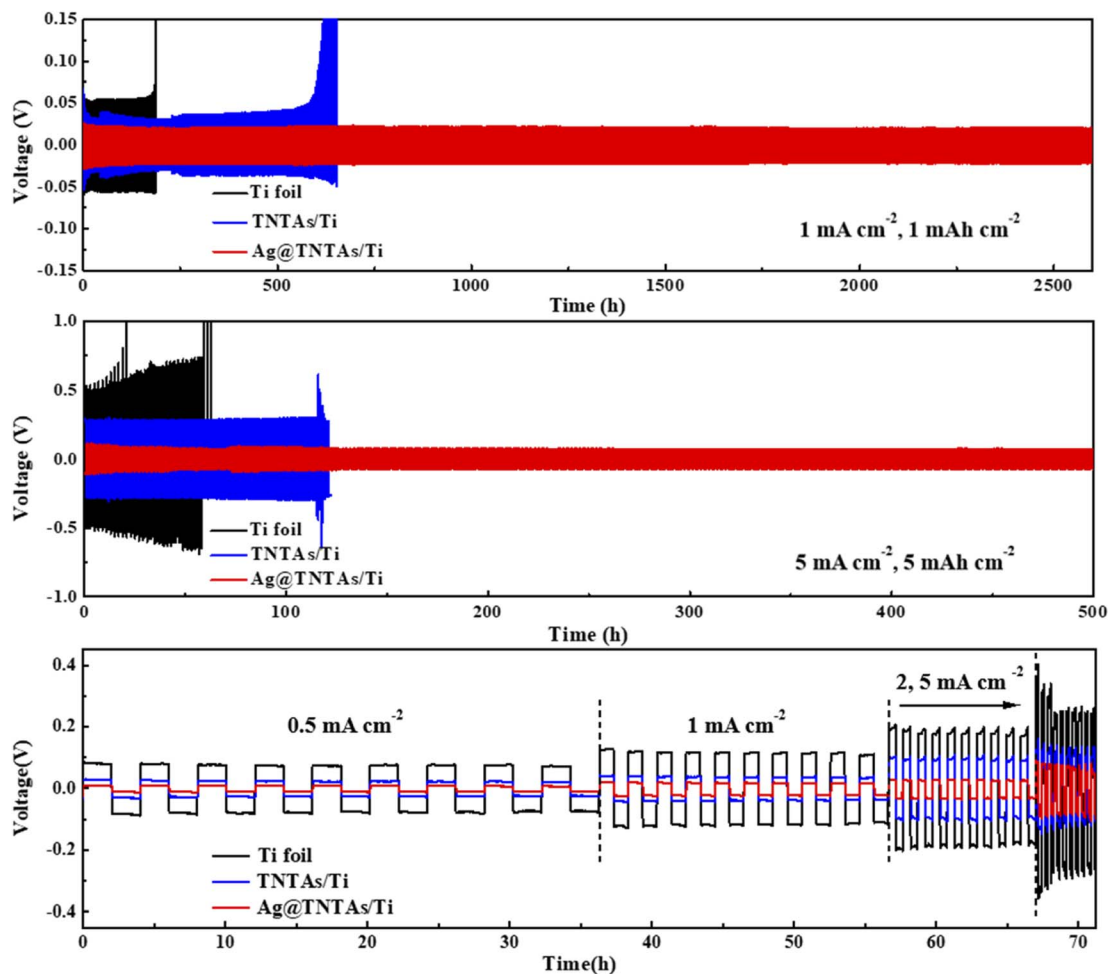 0.15
0.10
0.05
0.00
-0.05
-0.10
-0.15
Voltage (V)
Ti foil
TNTAs/Ti
Ag@TNTAs/Ti
1 mA cm⁻², 1 mAh cm⁻²
0 500 1000 1500 2000 2500
Time (h)
1.0
0.5
0.0
-0.5
-1.0
Voltage (V)
Ti foil
TNTAs/Ti
Ag@TNTAs/Ti
5 mA cm⁻², 5 mAh cm⁻²
0 100 200 300 400 500
Time (h)
0.4
0.2
0.0
-0.2
-0.4
Voltage(V)
0.5 mA cm⁻²
1 mA cm⁻²
2, 5 mA cm⁻²
Ti foil
TNTAs/Ti
Ag@TNTAs/Ti
0 10 20 30 40 50 60 70
Time(h)